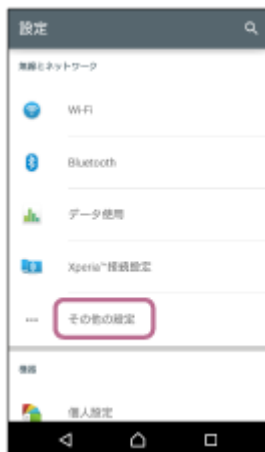 設定
無線とネットワーク
Wi-Fi
Bluetooth
データ使用
Xperia™接続設定
その他の設定
機器
個人設定